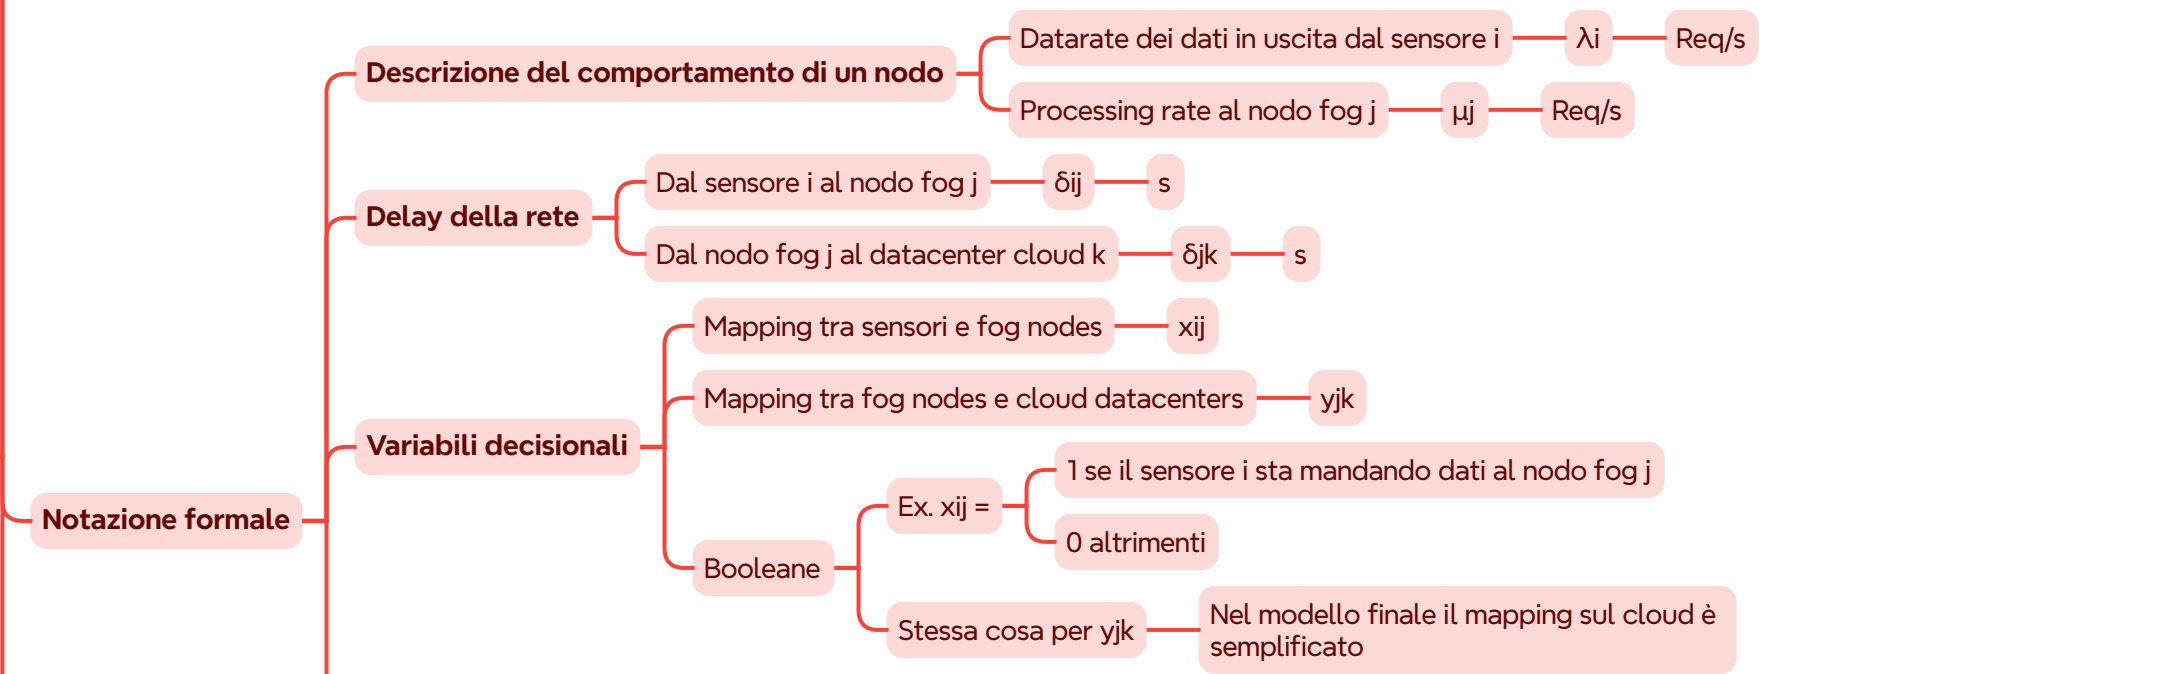 Notazione formale
Descrizione del comportamento di un nodo
Datarate dei dati in uscita dal sensore i
λi
Req/s
Processing rate al nodo fog j
μj
Req/s
Delay della rete
Dal sensore i al nodo fog j
δij
s
Dal nodo fog j al datacenter cloud k
δjk
s
Variabili decisionali
Mapping tra sensori e fog nodes
xij
Mapping tra fog nodes e cloud datacenters
yjk
Booleane
Ex. xij =
1 se il sensore i sta mandando dati al nodo fog j
0 altrimenti
Stessa cosa per yjk
Nel modello finale il mapping sul cloud è
semplificato